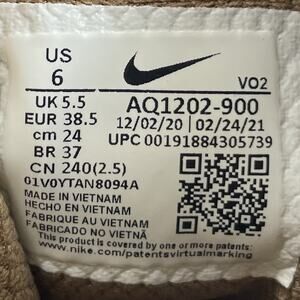 US
6
VO2
UK 5.5
EUR 38.5
cm 24
BR 37
CN 240(2.5)
AQ1202-900
12/02/20 | 02/24/21
UPC 00191884305739
01V0YTAN8094A
MADE IN VIETNAM
HECHO EN VIETNAM
FABRIQUÉ AU VIETNAM
FABRICADO NO VIETNÃ
This product is covered by one or more patents:
www.nike.com/patentsvirtualmarking